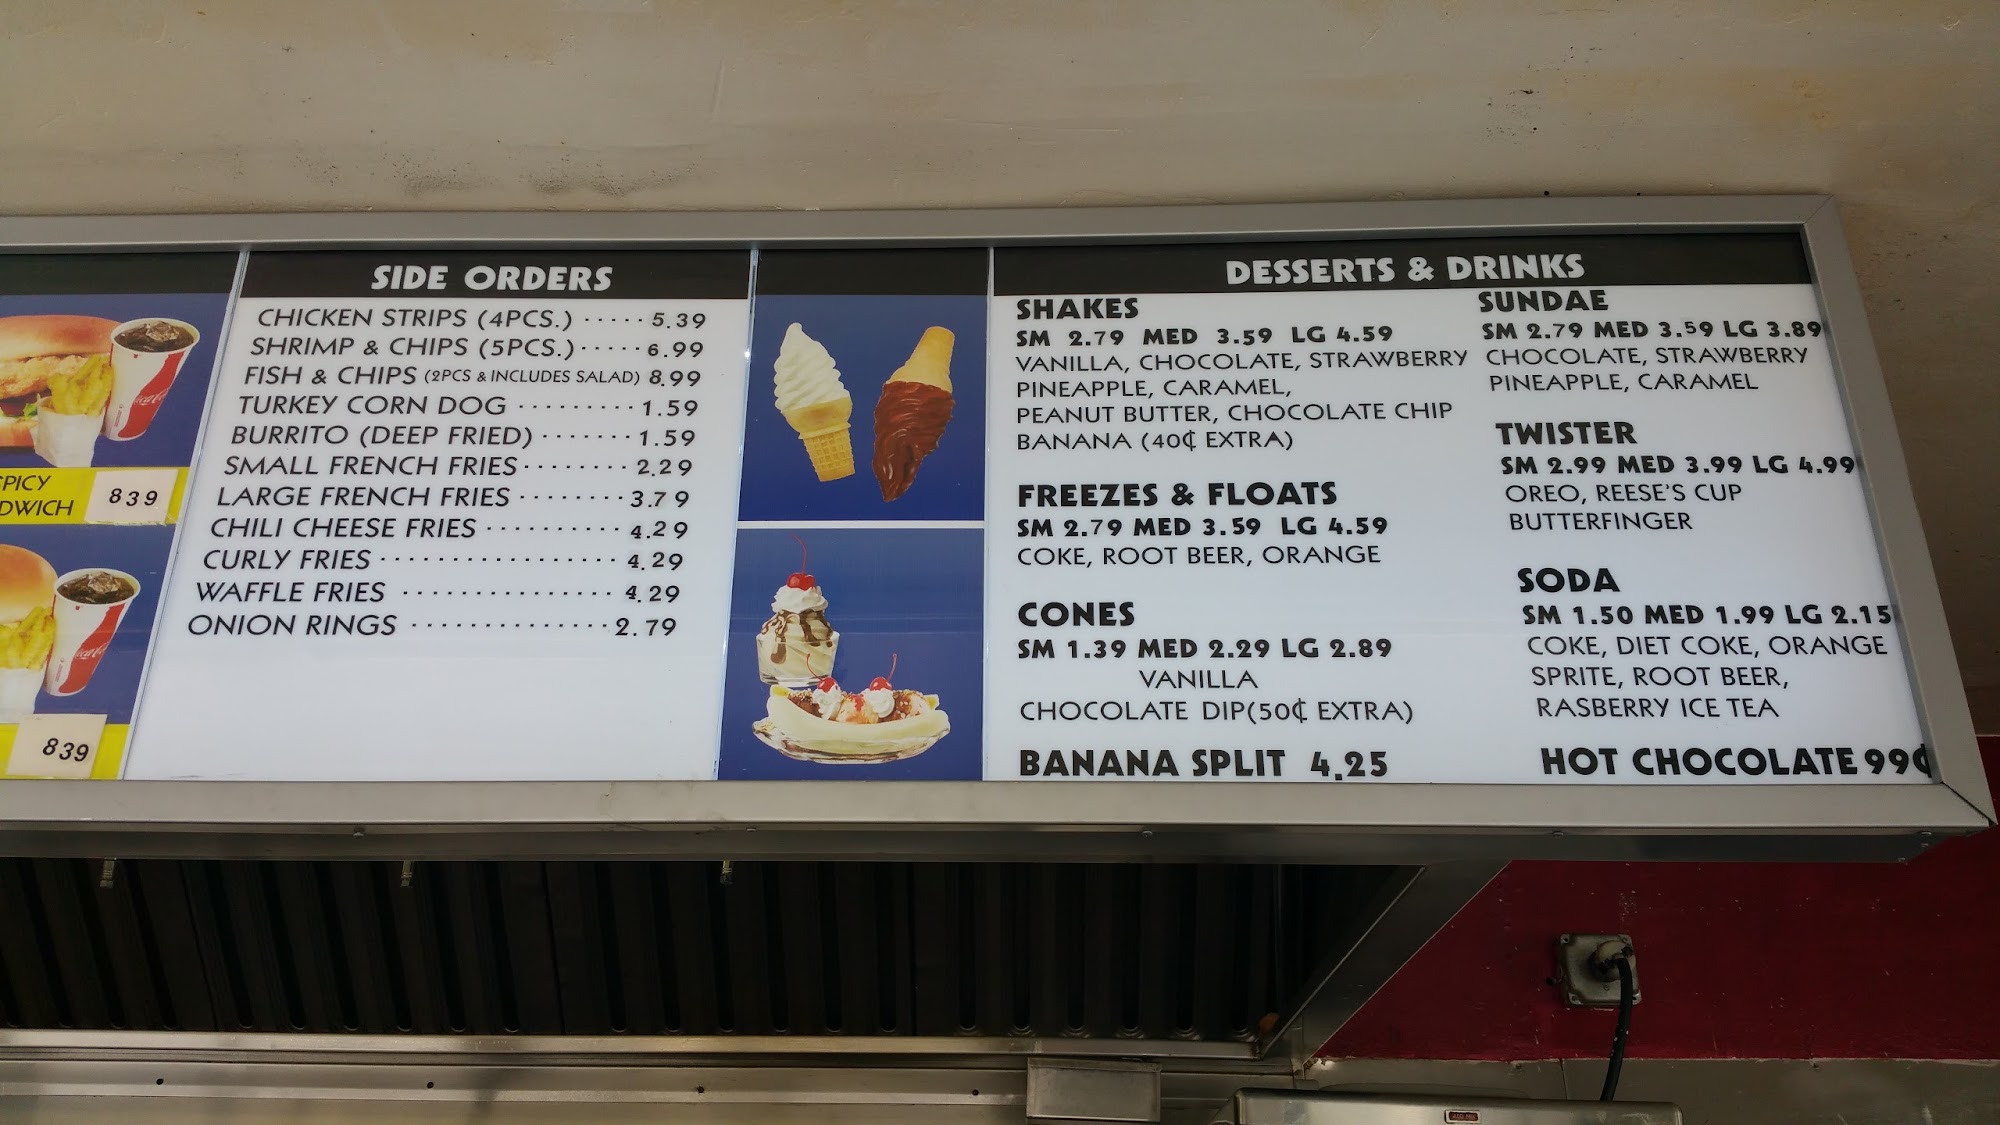 PICY
DWICH
839
839
SIDE ORDERS
CHICKEN STRIPS (4PCS.) ····· 5.39
SHRIMP & CHIPS (5PCS.) ····· 6.99
FISH & CHIPS (2PCS & INCLUDES SALAD) 8.99
TURKEY CORN DOG ········· 1.59
BURRITO (DEEP FRIED) ······· 1.59
SMALL FRENCH FRIES ········ 2.29
LARGE FRENCH FRIES ········ 3.79
CHILI CHEESE FRIES ·········· 4.29
CURLY FRIES ················· 4.29
WAFFLE FRIES ··············· 4.29
ONION RINGS ·············· 2.79
DESSERTS & DRINKS
SHAKES
SM 2.79 MED 3.59 LG 4.59
VANILLA, CHOCOLATE, STRAWBERRY
PINEAPPLE, CARAMEL,
PEANUT BUTTER, CHOCOLATE CHIP
BANANA (40¢ EXTRA)
FREEZES & FLOATS
SM 2.79 MED 3.59 LG 4.59
COKE, ROOT BEER, ORANGE
CONES
SM 1.39 MED 2.29 LG 2.89
VANILLA
CHOCOLATE DIP(50¢ EXTRA)
BANANA SPLIT 4.25
SUNDAE
SM 2.79 MED 3.59 LG 3.89
CHOCOLATE, STRAWBERRY
PINEAPPLE, CARAMEL
TWISTER
SM 2.99 MED 3.99 LG 4.99
OREO, REESE'S CUP
BUTTERFINGER
SODA
SM 1.50 MED 1.99 LG 2.15
COKE, DIET COKE, ORANGE
SPRITE, ROOT BEER,
RASBERRY ICE TEA
HOT CHOCOLATE 99¢